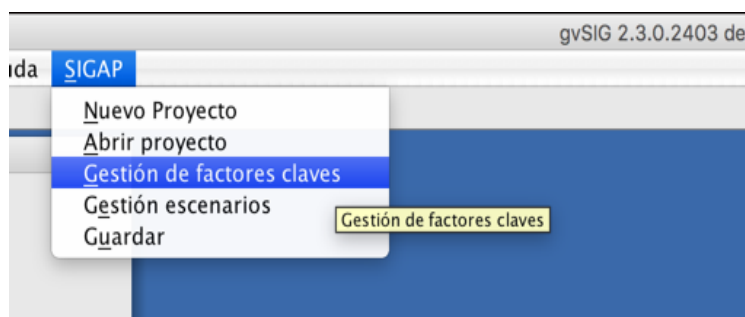 gvSIG 2.3.0.2403 de
uda SIGAP
Nuevo Proyecto
Abrir proyecto
Gestión de factores claves
Gestión escenarios
Gestión de factores claves
Guardar